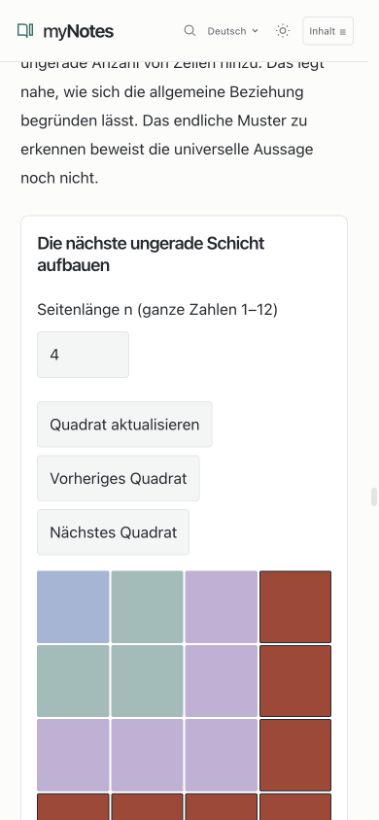 myNotes
Deutsch
Inhalt
ungerade Anzahl von Zellen hinzu. Das legt
nahe, wie sich die allgemeine Beziehung
begründen lässt. Das endliche Muster zu
erkennen beweist die universelle Aussage
noch nicht.
Die nächste ungerade Schicht
aufbauen
Seitenlänge n (ganze Zahlen 1–12)
4
Quadrat aktualisieren
Vorheriges Quadrat
Nächstes Quadrat